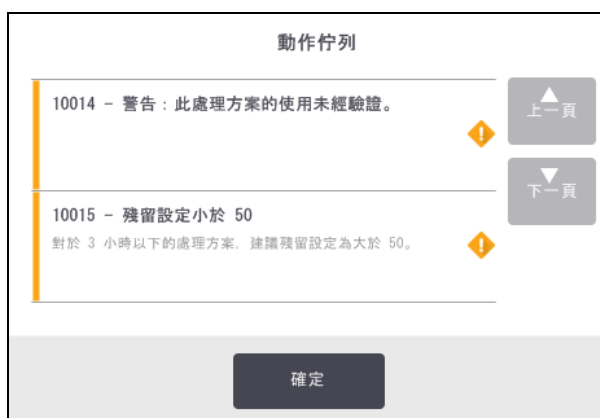 動作佇列
10014 - 警告：此處理方案的使用未經驗證。
上一頁
10015 - 殘留設定小於 50
對於 3 小時以下的處理方案，建議殘留設定為大於 50。
下一頁
確定